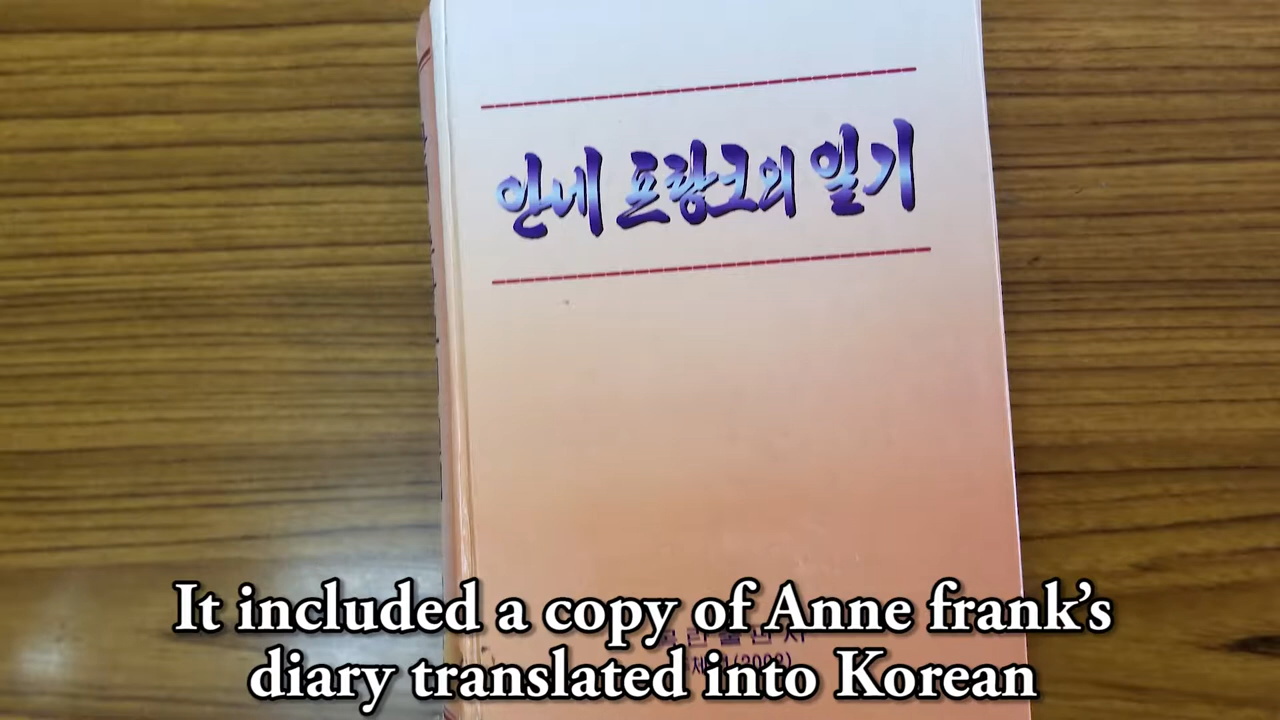 안네 프랑크의 일기
It included a copy of Anne frank’s
diary translated into Korean